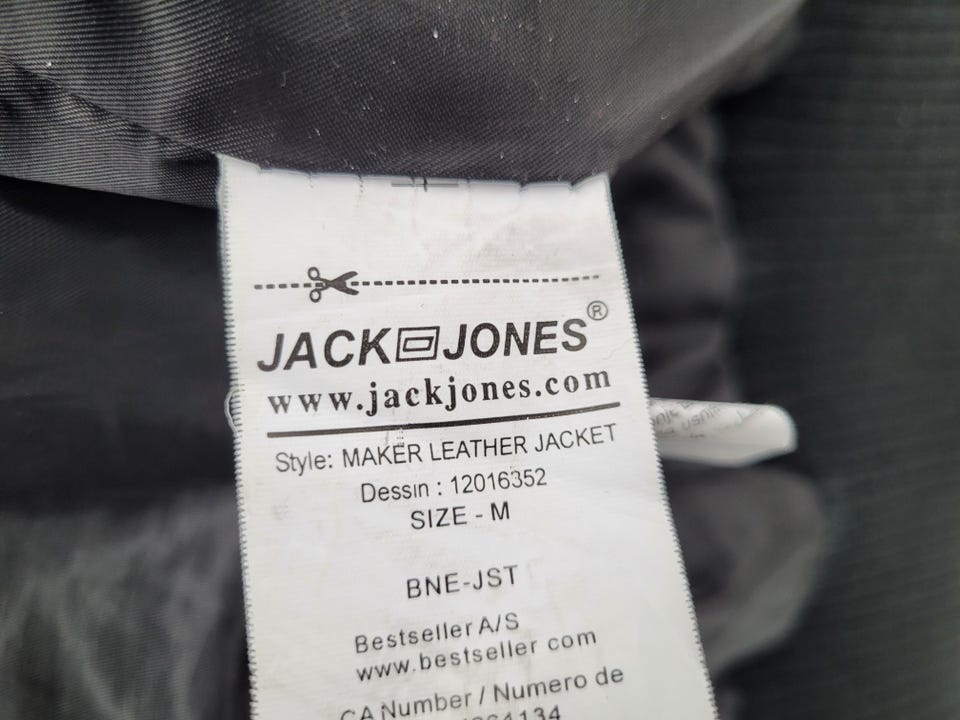 JACK JONES®
www.jackjones.com
Style: MAKER LEATHER JACKET
Dessin : 12016352
SIZE - M
BNE-JST
Bestseller A/S
www.bestseller com
CA Number / Numero de